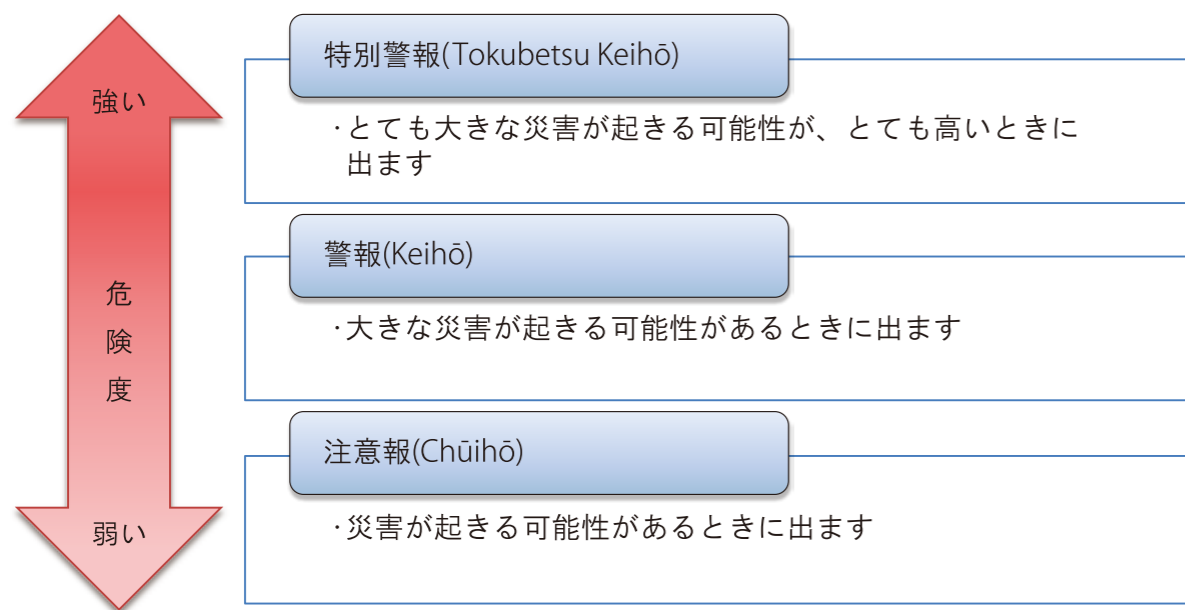 強い
危険度
弱い
特別警報(Tokubetsu Keihō)
·とても大きな災害が起きる可能性が、とても高いときに
出ます
警報(Keihō)
·大きな災害が起きる可能性があるときに出ます
注意報(Chūihō)
·災害が起きる可能性があるときに出ます